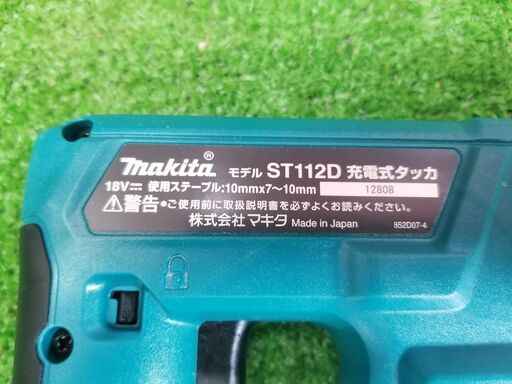 makita® モデル ST112D 充電式タッカ
18V⎓ 使用ステープル:10mmx7〜10mm 12808
⚠警告 ●ご使用前に取扱説明書を必ずよくお読みください。
株式会社 マキタ Made in Japan 852D07-4